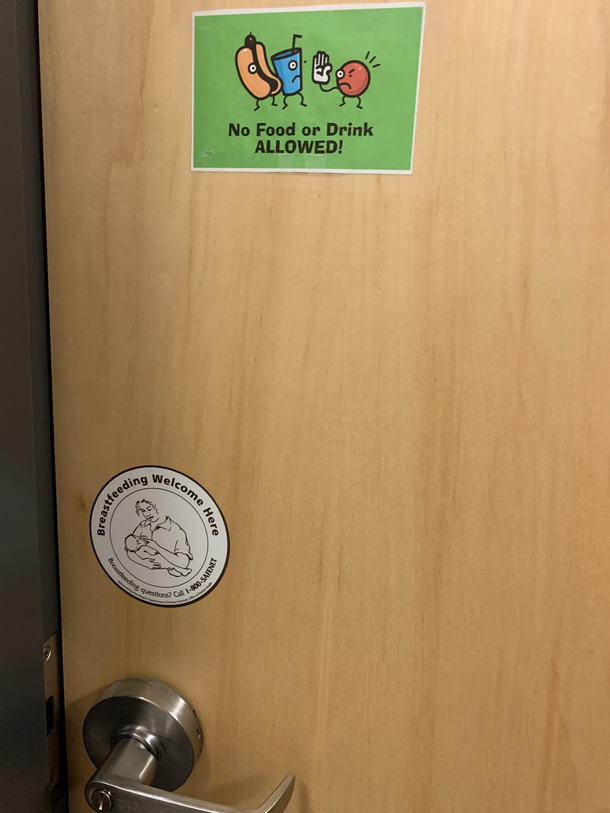 No Food or Drink
ALLOWED!
Breastfeeding Welcome Here
Breastfeeding questions? Call 1-800-SAFENET